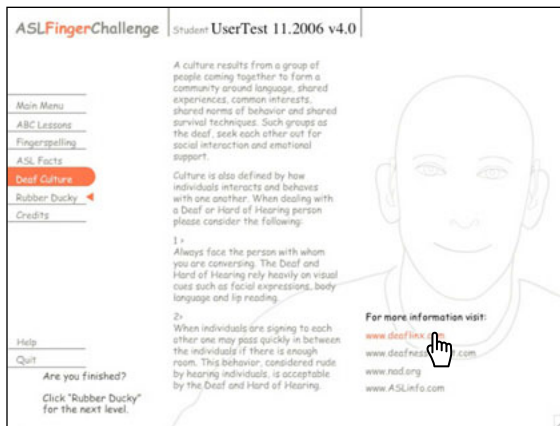 ASLFingerChallenge
Student UserTest 11.2006 v4.0
Main Menu
ABC Lessons
Fingerspelling
ASL Facts
Deaf Culture
Rubber Ducky
Credits
Help
Quit
Are you finished?
Click "Rubber Ducky"
for the next level.
A culture results from a group of
people coming together to form a
community around language, shared
experiences, common interests,
shared norms of behavior and shared
survival techniques. Such groups as
the deaf, seek each other out for
social interaction and emotional
support.
Culture is also defined by how
individuals interacts and behaves
with one another. When dealing with
a Deaf or Hard of Hearing person
please consider the following:
1>
Always face the person with whom
you are conversing. The Deaf and
Hard of Hearing rely heavily on visual
cues such as facial expressions, body
language and lip reading.
2>
When individuals are signing to each
other one may pass quickly in between
the individuals if there is enough
room. This behavior, considered rude
by hearing individuals, is acceptable
by the Deaf and Hard of Hearing.
For more information visit:
www.deaflinx.com
www.nad.org
www.ASLinfo.com